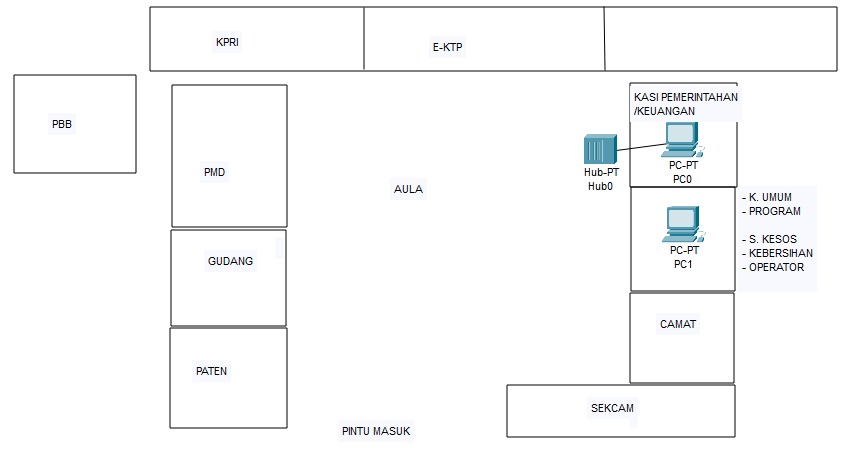 KPRI
E-KTP
PBB
PMD
GUDANG
PATEN
AULA
PINTU MASUK
KASI PEMERINTAHAN
/KEUANGAN
Hub-PT
Hub0
PC-PT
PC0
PC-PT
PC1
- K. UMUM
- PROGRAM
- S. KESOS
- KEBERSIHAN
- OPERATOR
CAMAT
SEKCAM